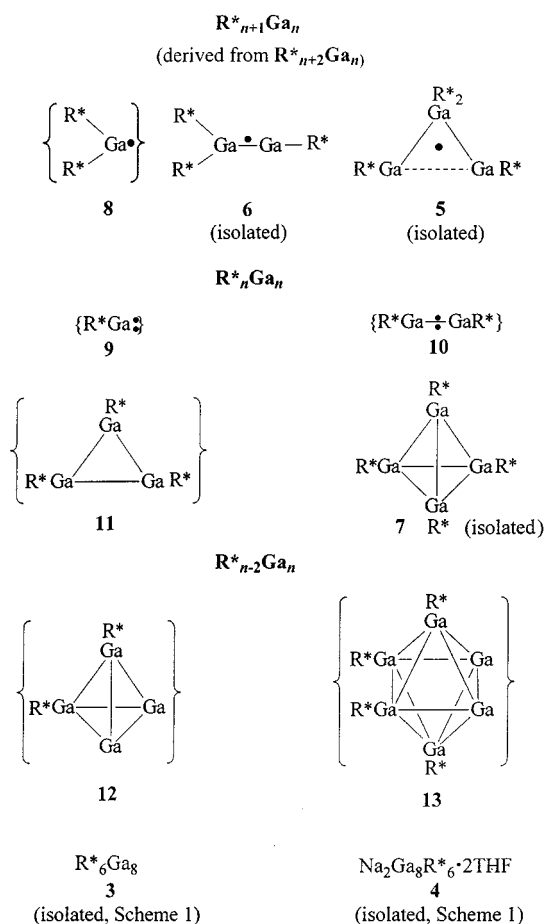 R*n+1Gan
(derived from R*n+2Gan)
R* R* Ga•
R* R* Ga Ga R*
R*2 Ga R* Ga Ga R*
8 6 5
(isolated) (isolated)
R*nGan
{R*Ga:} {R*Ga GaR*}
9 10
R* R*
Ga Ga
R* Ga Ga R* R*Ga Ga R*
11 Ga
R* 7 (isolated)
R*n-2Gan
R* R*
Ga Ga
R*Ga Ga R*Ga Ga
Ga R*Ga Ga
Ga
R*
12 13
R*6Ga8 Na2Ga8R*6·2THF
3 4
(isolated, Scheme 1) (isolated, Scheme 1)